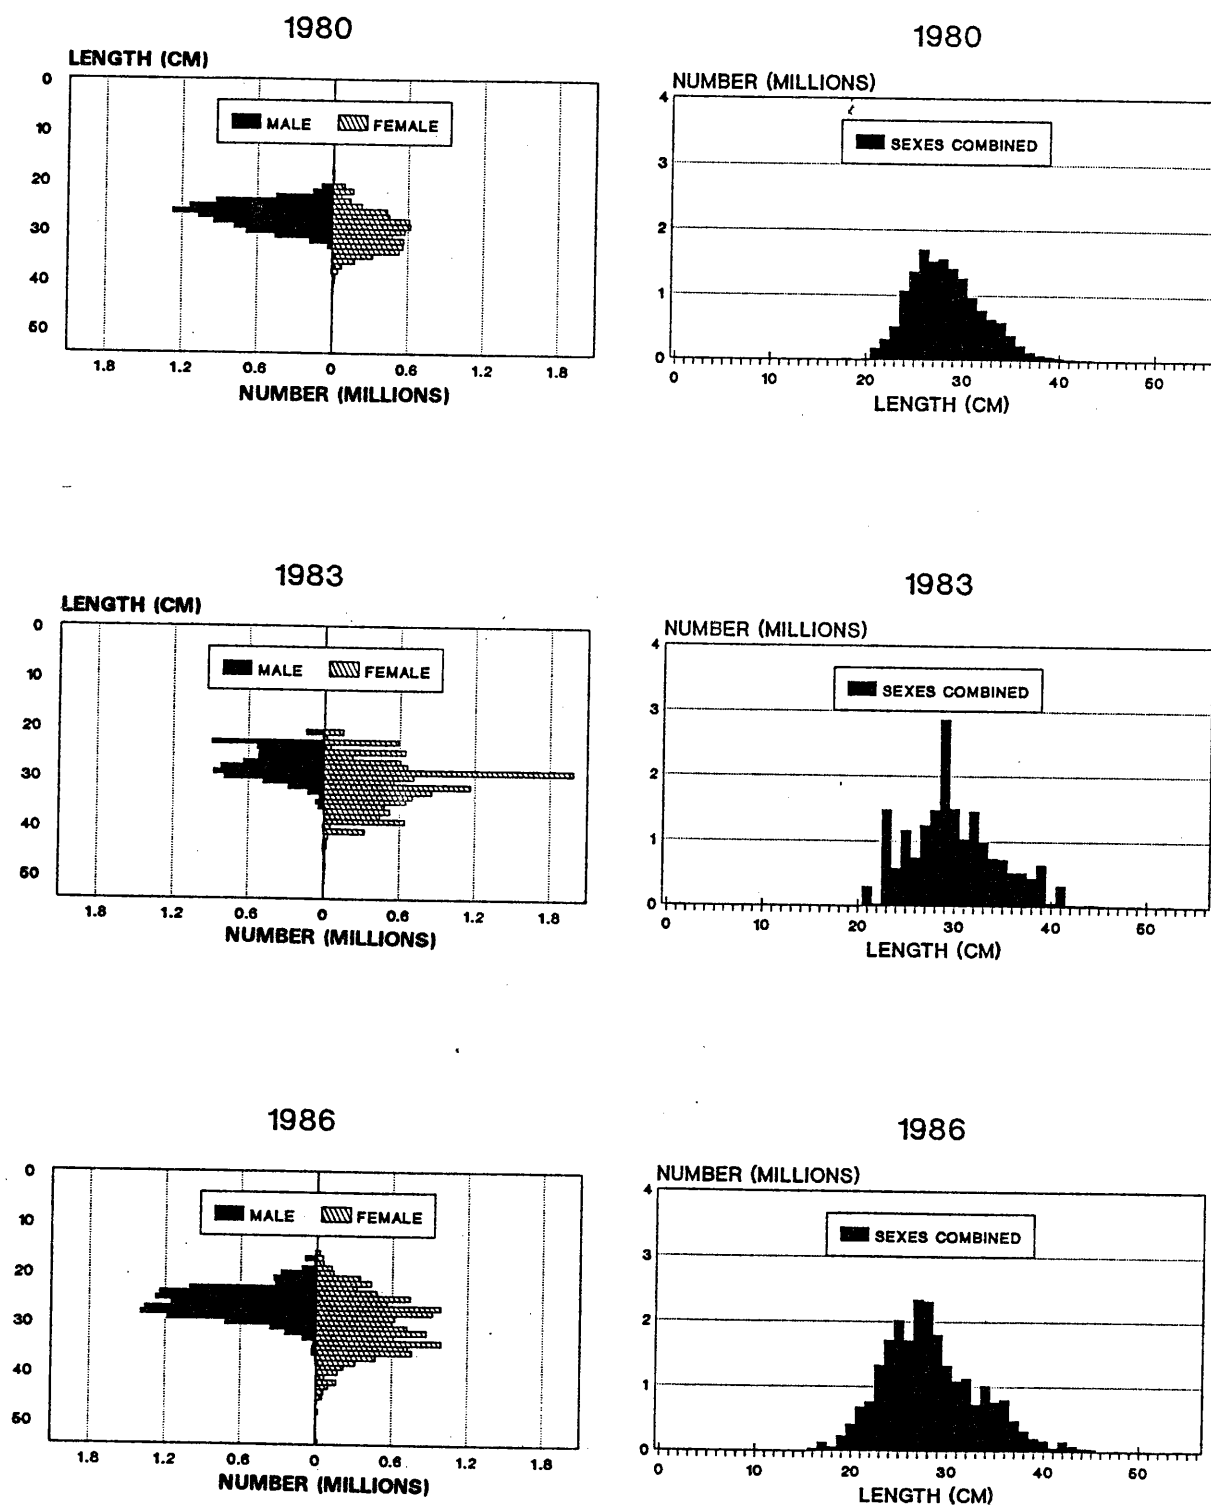 1980
LENGTH (CM)
0
10
20
30
40
50
MALE FEMALE
1.8 1.2 0.6 0 0.6 1.2 1.8
NUMBER (MILLIONS)
1980
NUMBER (MILLIONS)
4
3
2
1
0
SEXES COMBINED
0 10 20 30 40 50
LENGTH (CM)
1983
LENGTH (CM)
0
10
20
30
40
50
MALE FEMALE
1.8 1.2 0.6 0 0.6 1.2 1.8
NUMBER (MILLIONS)
1983
NUMBER (MILLIONS)
4
3
2
1
0
SEXES COMBINED
0 10 20 30 40 50
LENGTH (CM)
1986
0
10
20
30
40
50
MALE FEMALE
1.8 1.2 0.6 0 0.6 1.2 1.8
NUMBER (MILLIONS)
1986
NUMBER (MILLIONS)
4
3
2
1
0
SEXES COMBINED
0 10 20 30 40 50
LENGTH (CM)